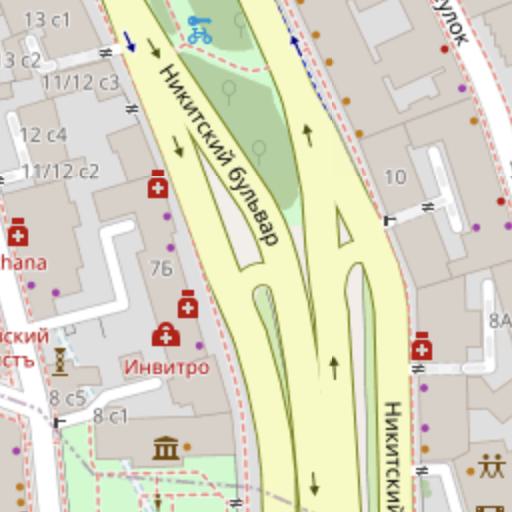 13 с1
улок
13 с2
11/12 с3
Никитский бульвар
12 с4
11/12 с2
10
hana
7б
8А
ский
сть
Инвитро
8 с5
8 с1
Никитский